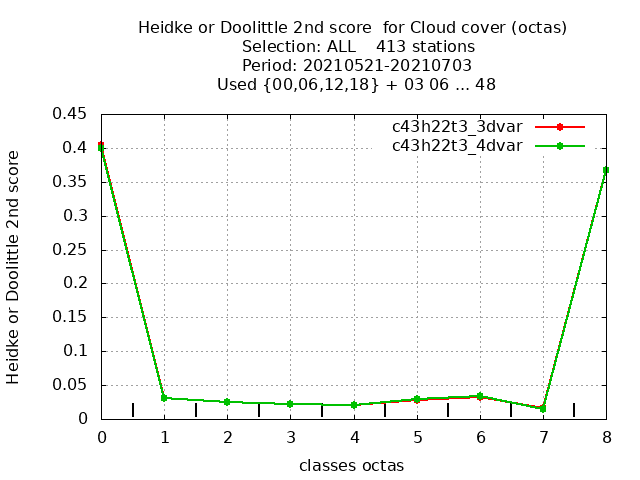 Heidke or Doolittle 2nd score  for Cloud cover (octas)
Selection: ALL    413 stations
Period: 20210521-20210703
Used {00,06,12,18} + 03 06 ... 48
Heidke or Doolittle 2nd score
c43h22t3_3dvar
c43h22t3_4dvar
0.45
0.4
0.35
0.3
0.25
0.2
0.15
0.1
0.05
0
0 1 2 3 4 5 6 7 8
classes octas